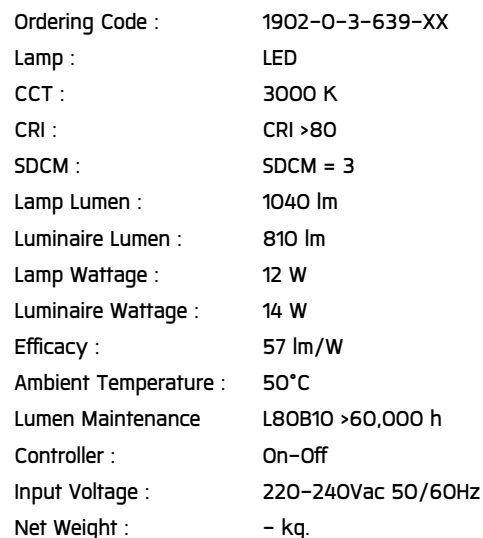 Ordering Code : 1902-0-3-639-XX
Lamp : LED
CCT : 3000 K
CRI : CRI >80
SDCM : SDCM = 3
Lamp Lumen : 1040 lm
Luminaire Lumen : 810 lm
Lamp Wattage : 12 W
Luminaire Wattage : 14 W
Efficacy : 57 lm/W
Ambient Temperature : 50°C
Lumen Maintenance L80B10 >60,000 h
Controller : On-Off
Input Voltage : 220-240Vac 50/60Hz
Net Weight : - kg.